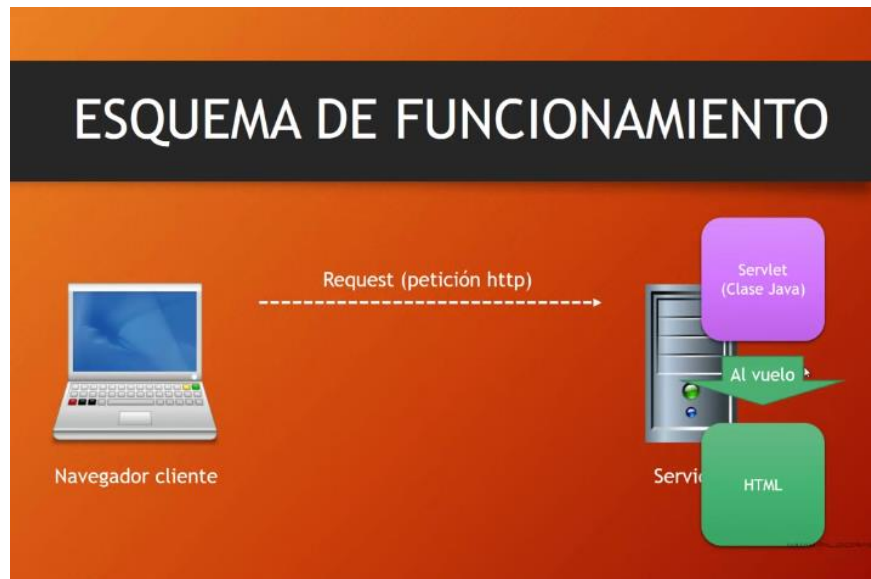 ESQUEMA DE FUNCIONAMIENTO
Request (petición http)
Servlet
(Clase Java)
Al vuelo
HTML
Navegador cliente